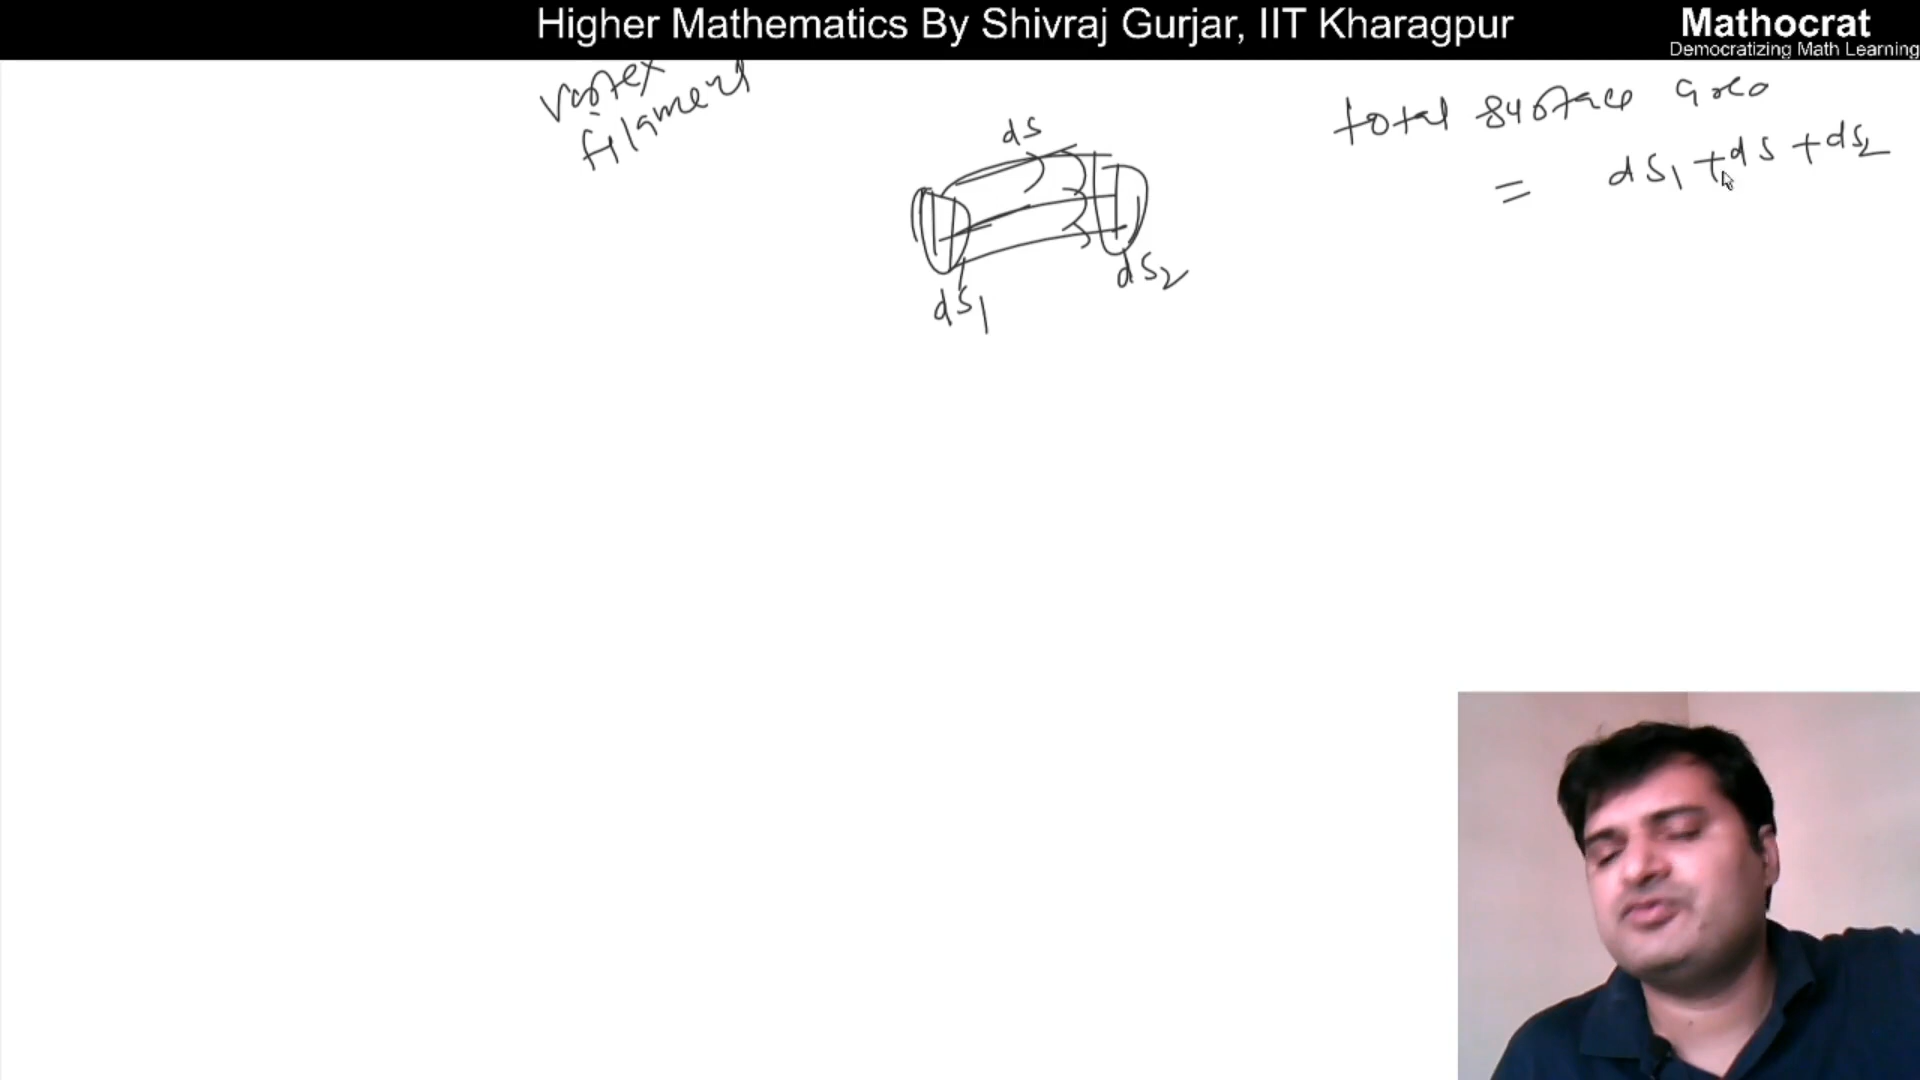 Higher Mathematics By Shivraj Gurjar, IIT Kharagpur
Mathocrat
Democratizing Math Learning
vortex
filament
ds
dS1
dS2
total surface area
= dS1 + dS + dS2